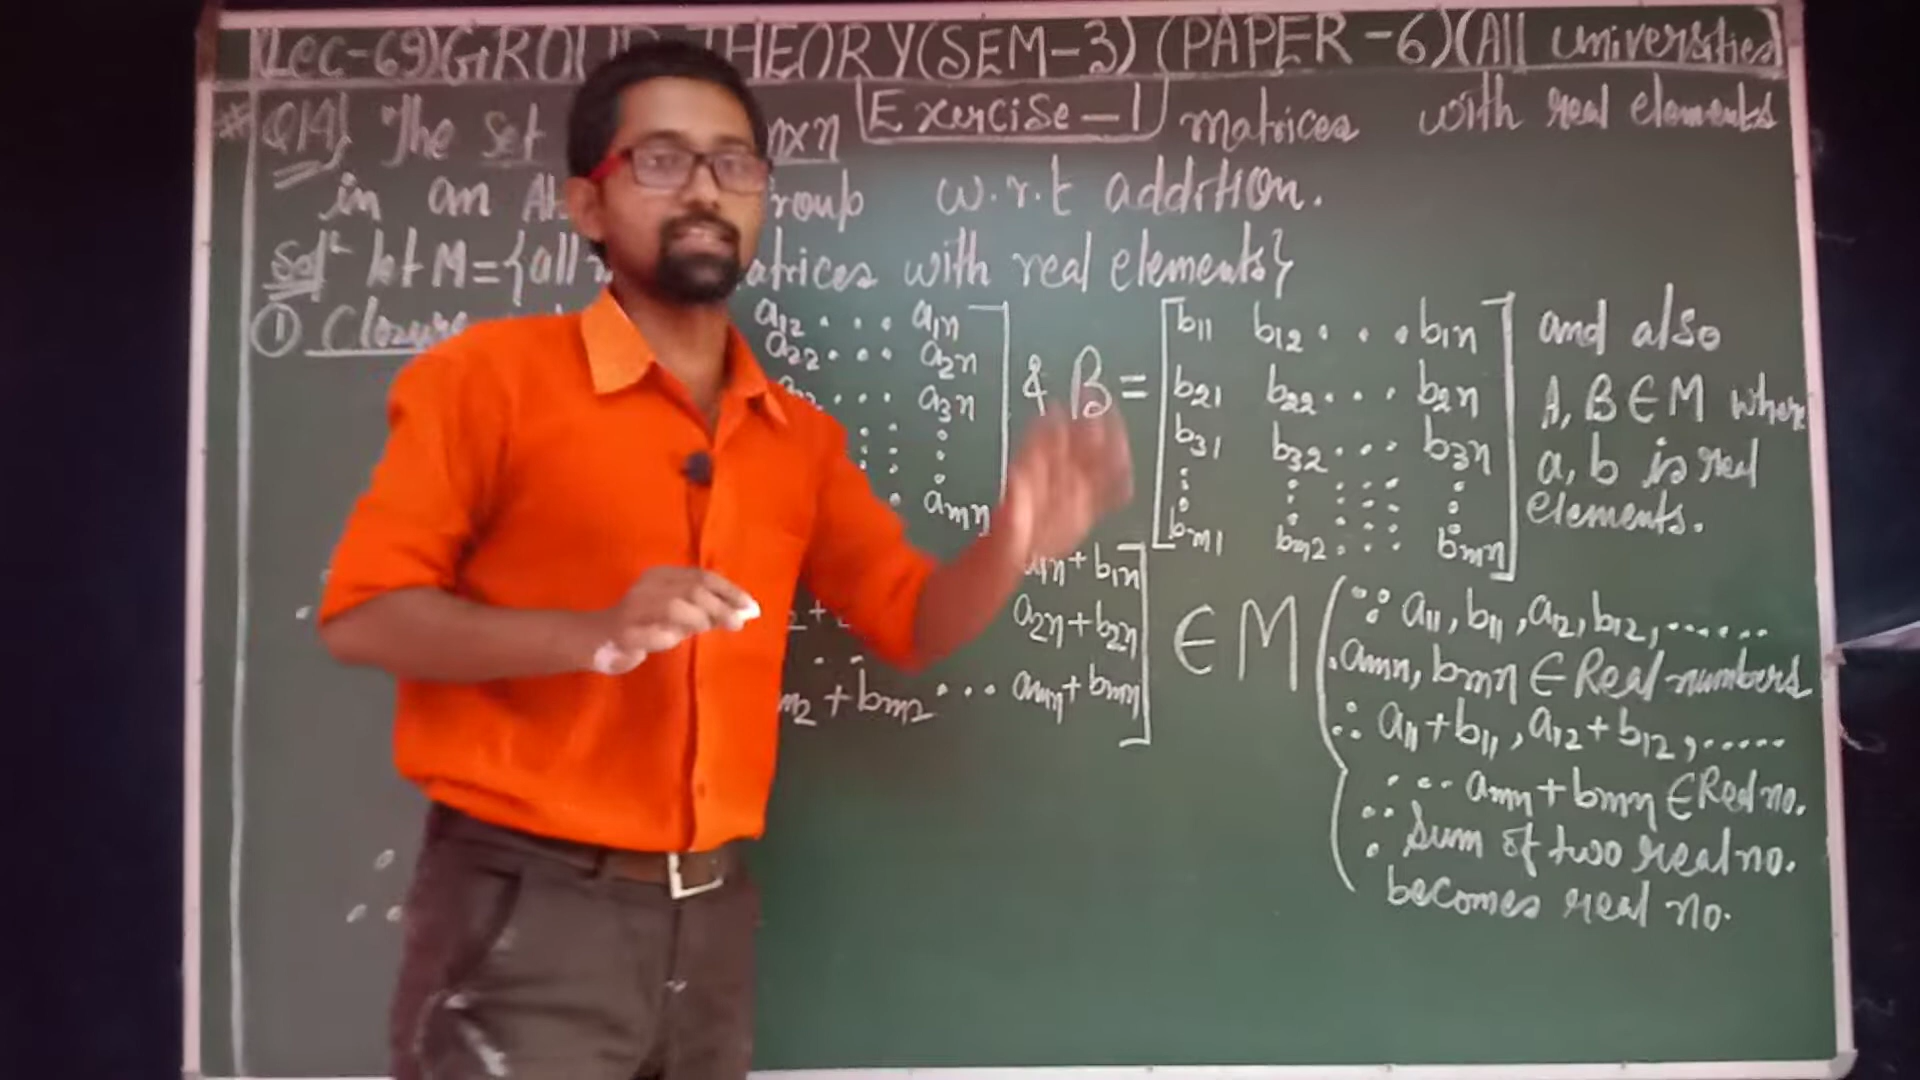 (Lec-69) GROUP THEORY (SEM-3) (PAPER-6) (All universities)
Exercise-1
# Q14) The set m×n matrices with real elements
in an Ab roup w.r.t addition.
Sol^n let M={all atrices with real elements}
① Closure
a12 ... a1n
a22 ... a2n
... a3n
amn
& B =
b11 b12 ... b1n
b21 b22 ... b2n
b31 b32 ... b3n
bm1 bm2 ... bmn
and also
A, B ∈ M where
a, b is real
elements.
a1n+b1n
a2n+b2n
m2+bm2 ... amn+bmn
∈ M
∵ a11, b11, a12, b12, ......
amn, bmn ∈ Real numbers
∴ a11+b11, a12+b12, .....
... amn+bmn ∈ Real no.
∵ Sum of two real no.
becomes real no.